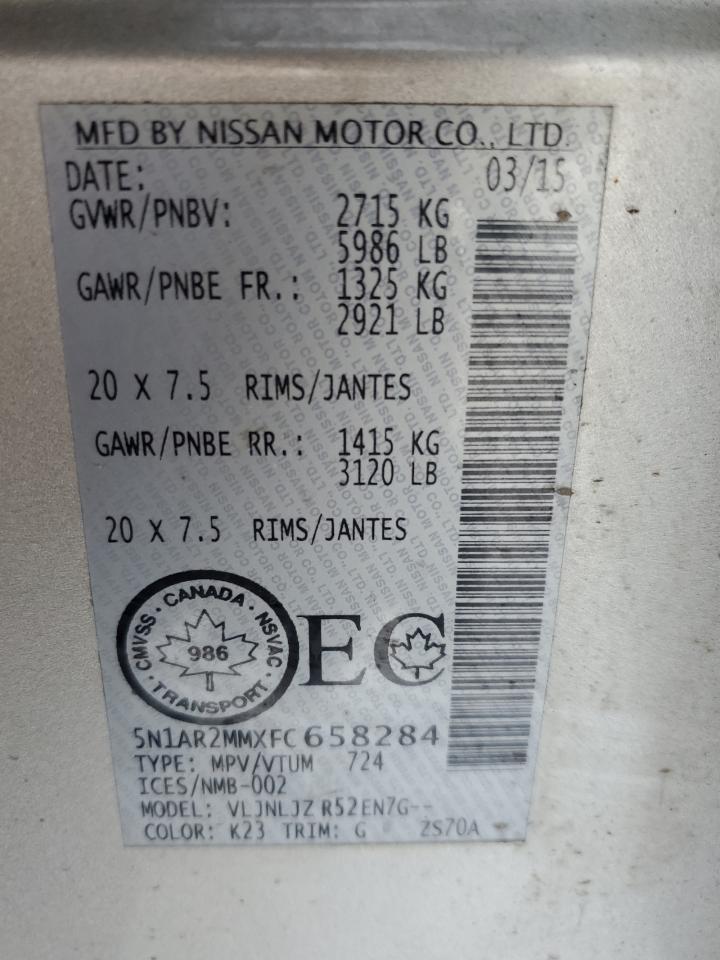 MFD BY NISSAN MOTOR CO., LTD.
DATE: 03/15
GVWR/PNBV: 2715 KG
5986 LB
GAWR/PNBE FR.: 1325 KG
2921 LB
20 X 7.5 RIMS/JANTES
GAWR/PNBE RR.: 1415 KG
3120 LB
20 X 7.5 RIMS/JANTES
CANADA · NSVAC · TRANSPORT · CMVSS ·
986
EC
5N1AR2MMXFC658284
TYPE: MPV/VTUM 724
ICES/NMB-002
MODEL: VLJNLJZ R52EN7G--
COLOR: K23 TRIM: G ZS70A